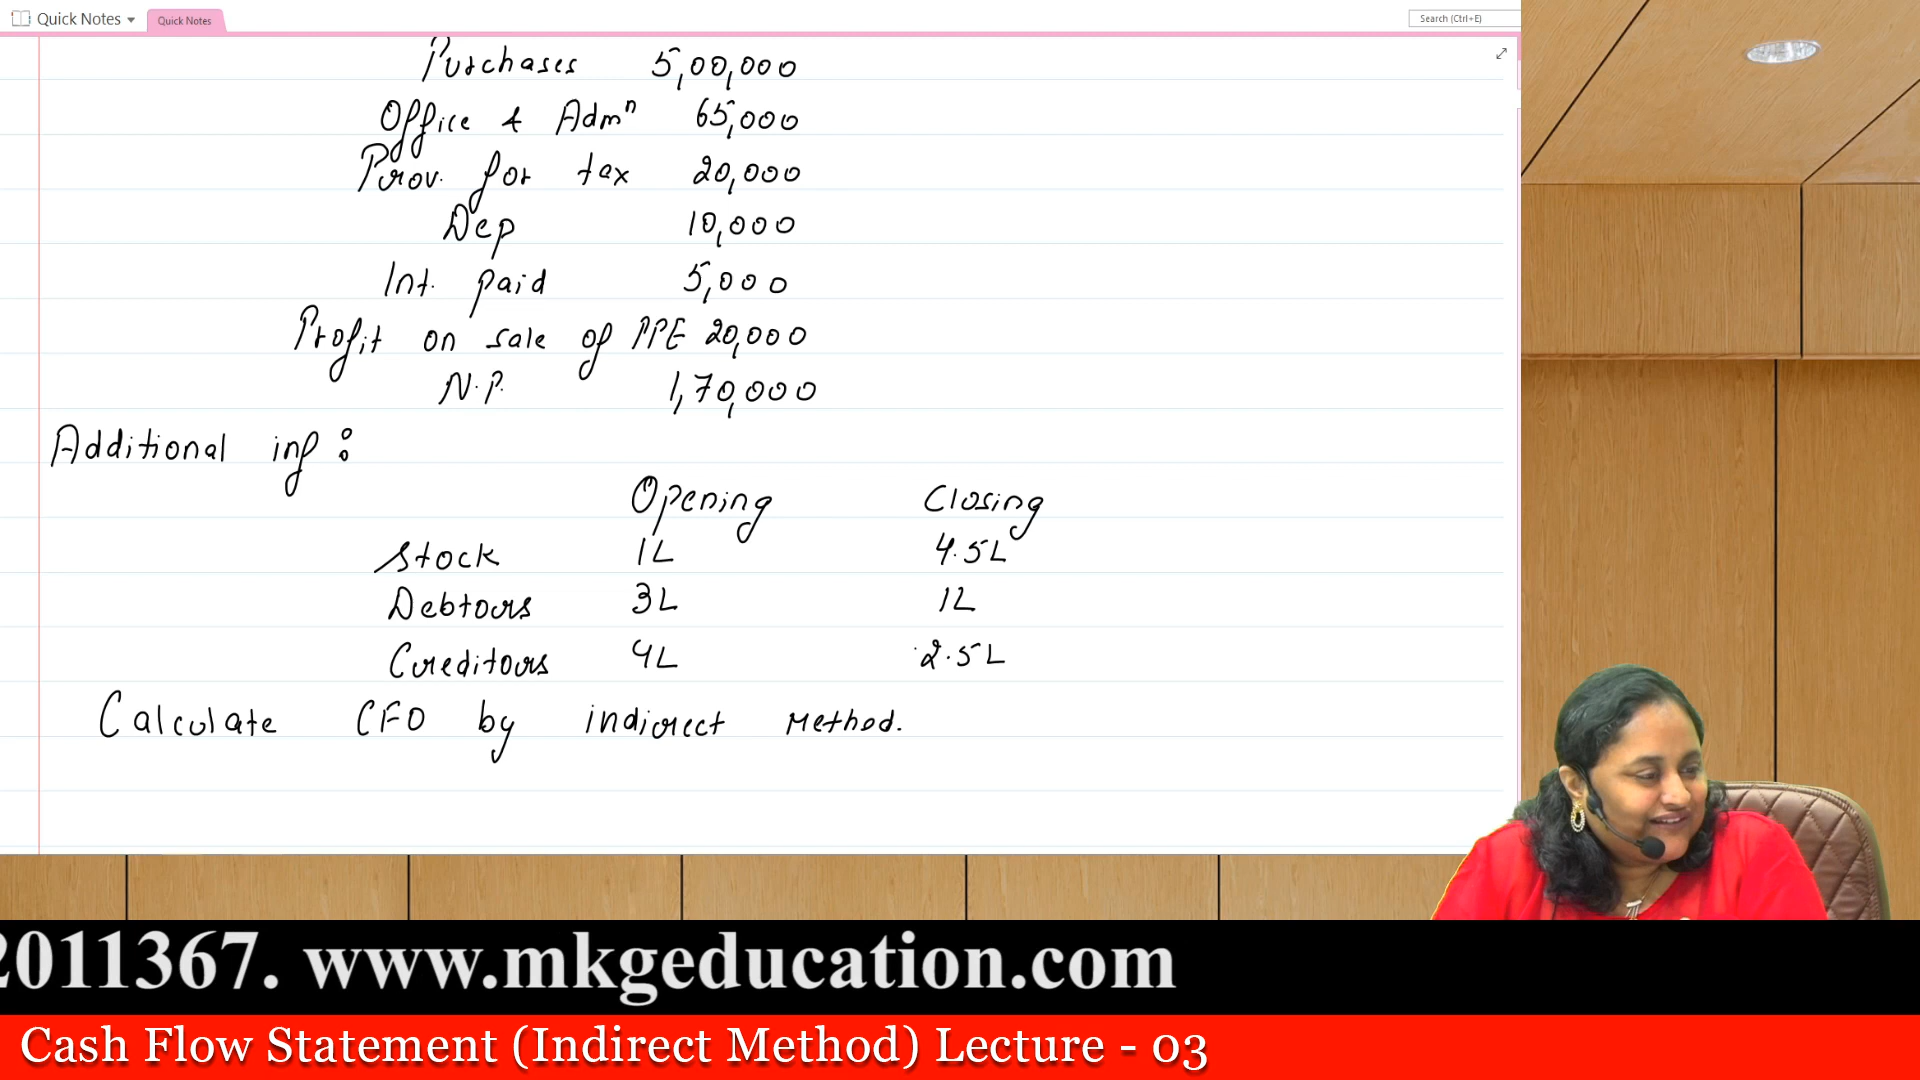 Quick Notes
Quick Notes
Search (Ctrl+E)
Purchases 5,00,000
Office & Admn 65,000
Prov. for tax 20,000
Dep 10,000
Int. paid 5,000
Profit on sale of PPE 20,000
N.P. 1,70,000
Additional inf :
Opening Closing
Stock 1L 4.5L
Debtors 3L 1L
Creditors 4L 2.5L
Calculate CFO by indirect method.
2011367. www.mkgeducation.com
Cash Flow Statement (Indirect Method) Lecture - 03